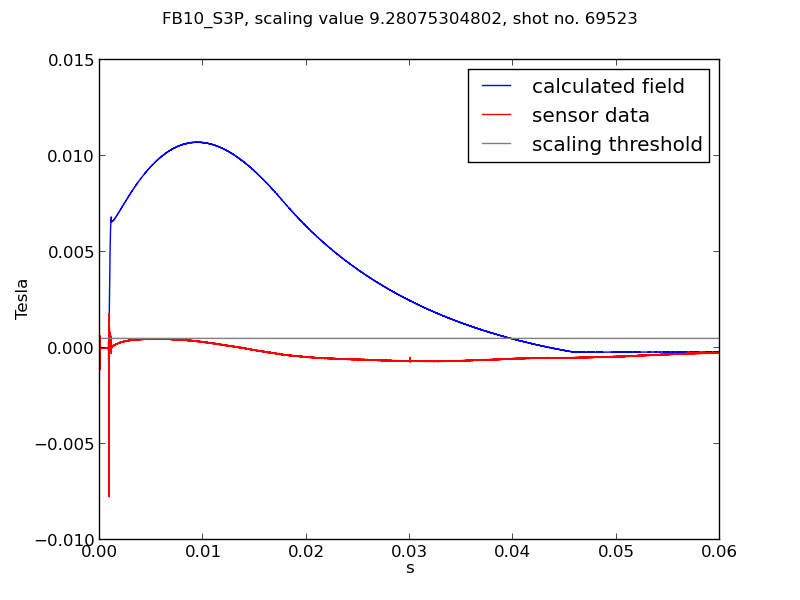 FB10_S3P, scaling value 9.28075304802, shot no. 69523
0.015
0.010
0.005
0.000
−0.005
−0.010
Tesla
calculated field
sensor data
scaling threshold
0.00 0.01 0.02 0.03 0.04 0.05 0.06
s